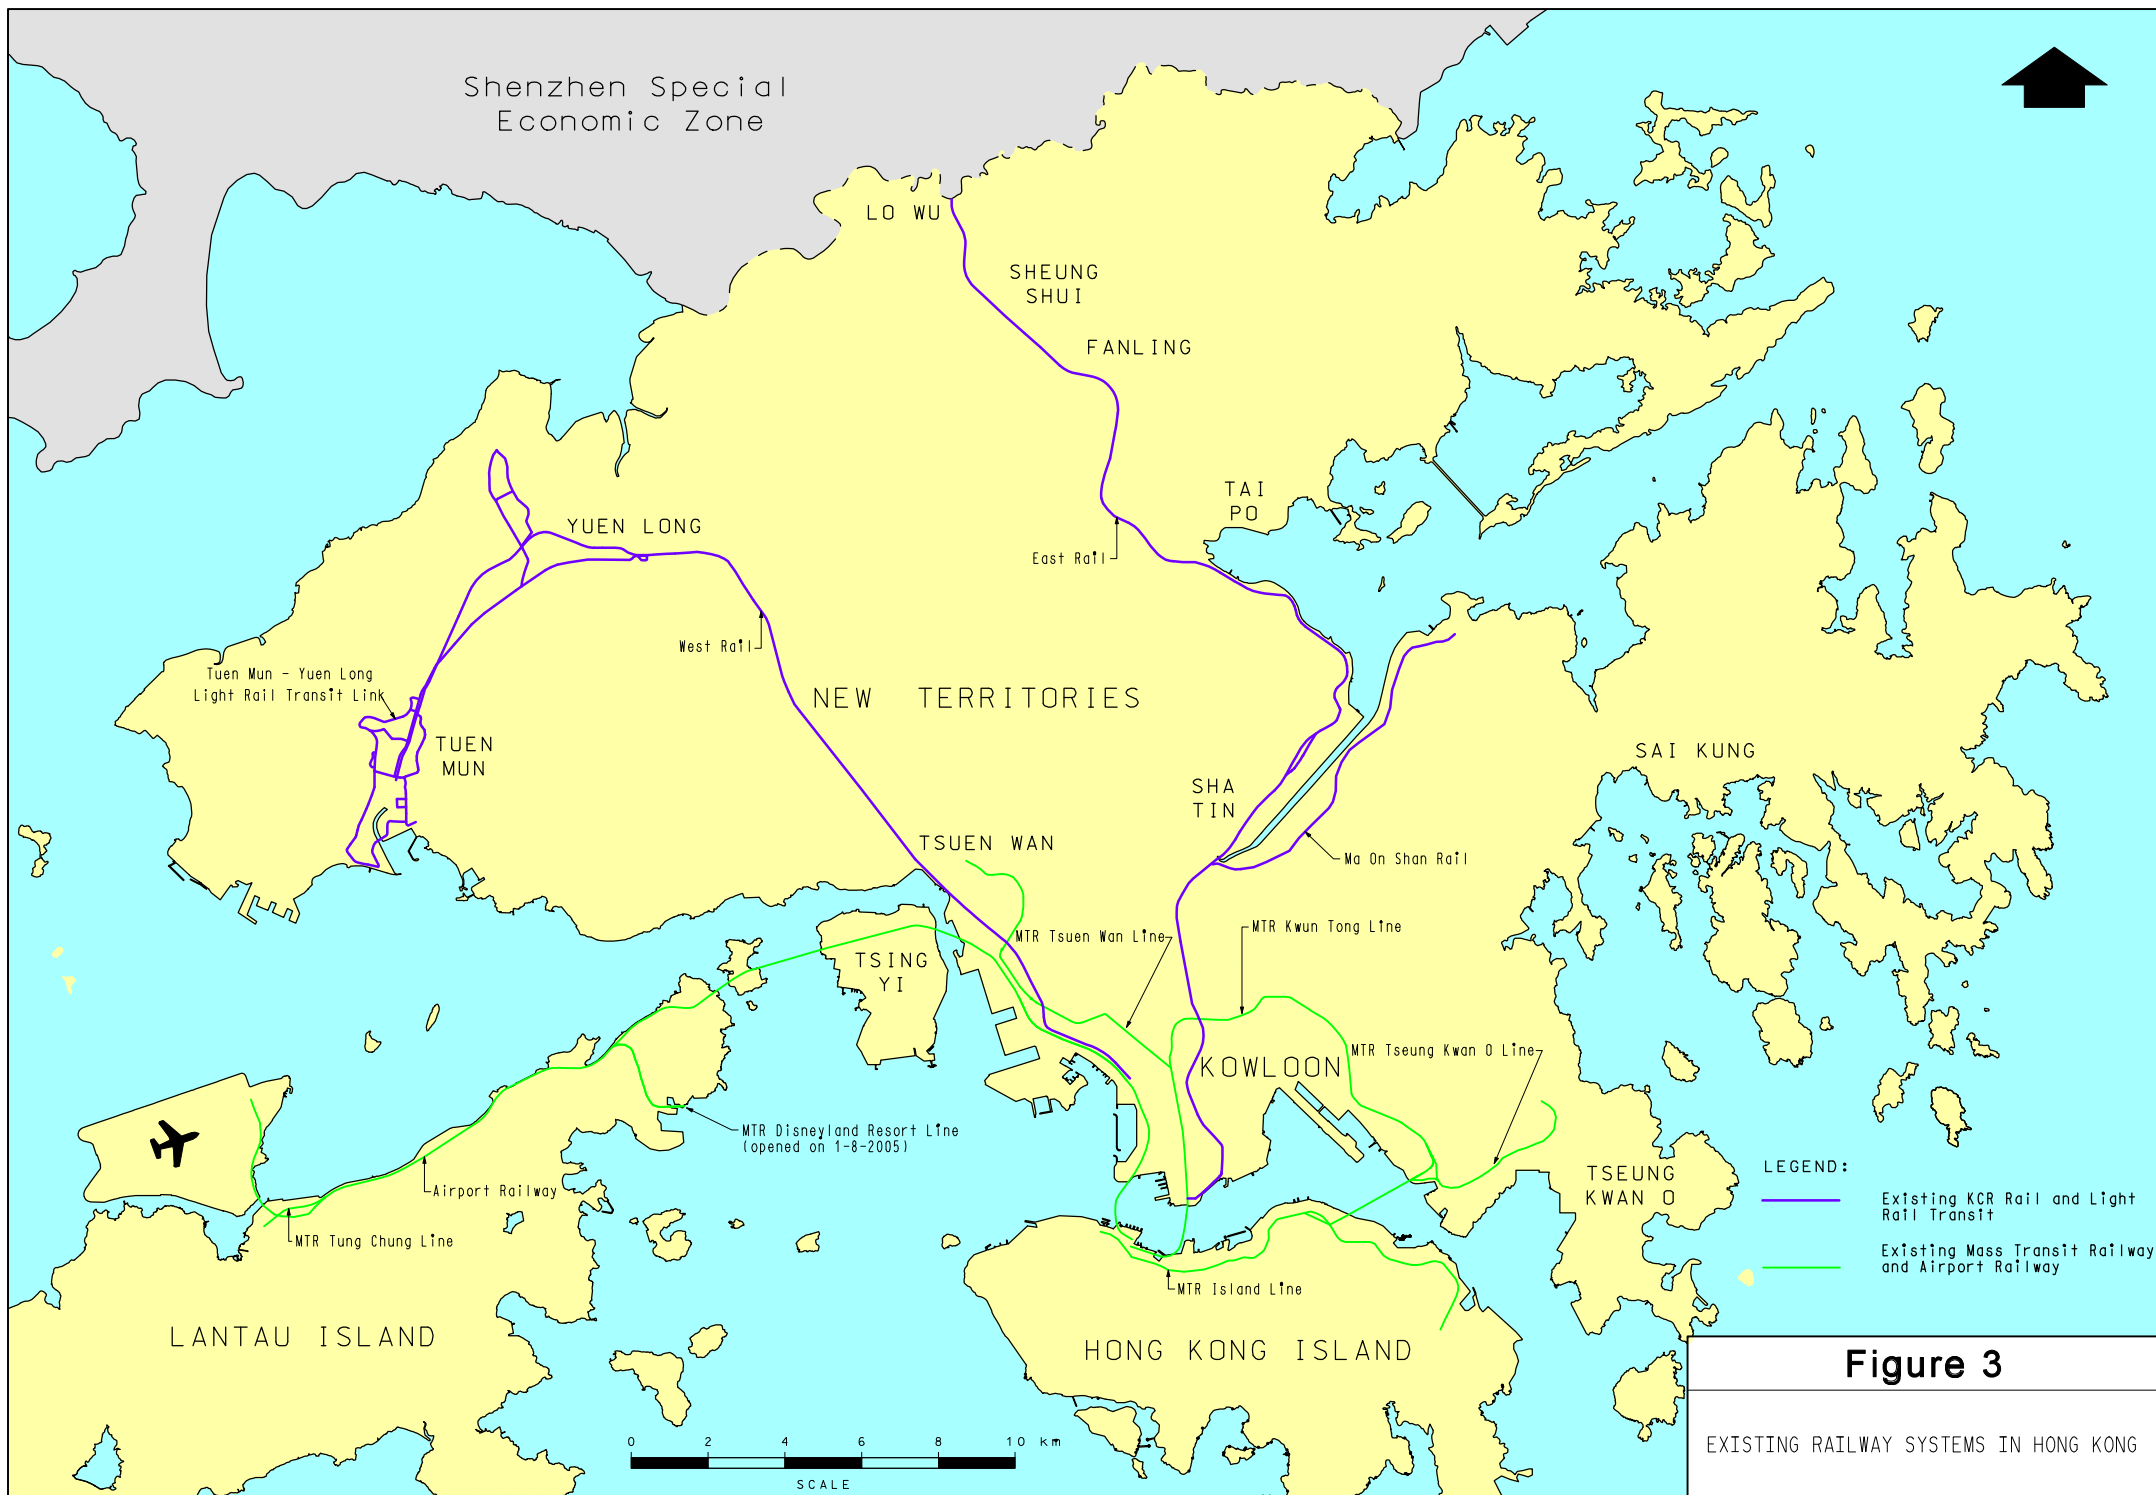 Shenzhen Special
Economic Zone
LO WU
SHEUNG
SHUI
FANLING
TAI
PO
YUEN LONG
East Rail
West Rail
Tuen Mun - Yuen Long
Light Rail Transit Link
NEW TERRITORIES
TUEN
MUN
SAI KUNG
SHA
TIN
TSUEN WAN
Ma On Shan Rail
MTR Tsuen Wan Line
MTR Kwun Tong Line
TSING
YI
KOWLOON
MTR Tseung Kwan O Line
MTR Disneyland Resort Line
(opened on 1-8-2005)
TSEUNG
KWAN O
LEGEND:
Airport Railway
Existing KCR Rail and Light
Rail Transit
MTR Tung Chung Line
Existing Mass Transit Railway
and Airport Railway
MTR Island Line
LANTAU ISLAND
HONG KONG ISLAND
Figure 3
0 2 4 6 8 10 km
SCALE
EXISTING RAILWAY SYSTEMS IN HONG KONG